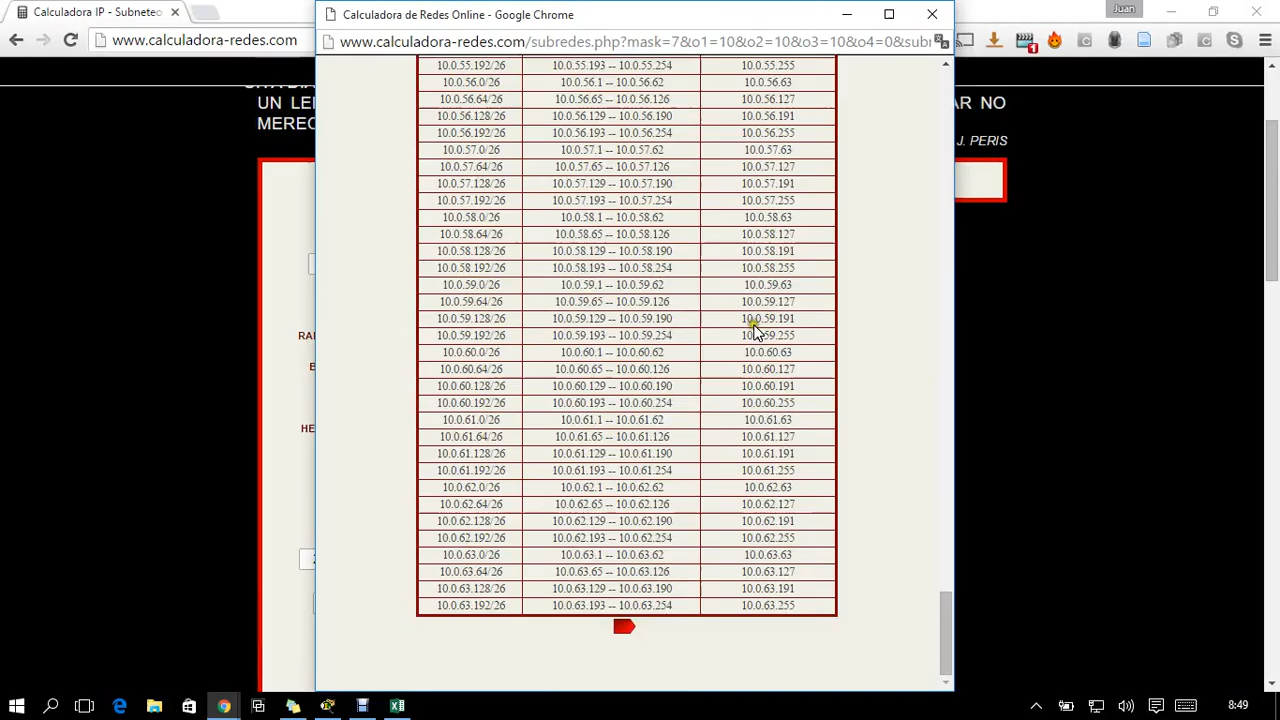 Calculadora IP - Subneteo
Calculadora de Redes Online - Google Chrome
Juan
www.calculadora-redes.com
www.calculadora-redes.com/subredes.php?mask=7&o1=10&o2=10&o3=10&o4=0&sub
1
UN LE
MEREC
AR NO
J. PERIS
RA
HE
10.0.55.192/26 10.0.55.193 -- 10.0.55.254 10.0.55.255
10.0.56.0/26 10.0.56.1 -- 10.0.56.62 10.0.56.63
10.0.56.64/26 10.0.56.65 -- 10.0.56.126 10.0.56.127
10.0.56.128/26 10.0.56.129 -- 10.0.56.190 10.0.56.191
10.0.56.192/26 10.0.56.193 -- 10.0.56.254 10.0.56.255
10.0.57.0/26 10.0.57.1 -- 10.0.57.62 10.0.57.63
10.0.57.64/26 10.0.57.65 -- 10.0.57.126 10.0.57.127
10.0.57.128/26 10.0.57.129 -- 10.0.57.190 10.0.57.191
10.0.57.192/26 10.0.57.193 -- 10.0.57.254 10.0.57.255
10.0.58.0/26 10.0.58.1 -- 10.0.58.62 10.0.58.63
10.0.58.64/26 10.0.58.65 -- 10.0.58.126 10.0.58.127
10.0.58.128/26 10.0.58.129 -- 10.0.58.190 10.0.58.191
10.0.58.192/26 10.0.58.193 -- 10.0.58.254 10.0.58.255
10.0.59.0/26 10.0.59.1 -- 10.0.59.62 10.0.59.63
10.0.59.64/26 10.0.59.65 -- 10.0.59.126 10.0.59.127
10.0.59.128/26 10.0.59.129 -- 10.0.59.190 10.0.59.191
10.0.59.192/26 10.0.59.193 -- 10.0.59.254 10.0.59.255
10.0.60.0/26 10.0.60.1 -- 10.0.60.62 10.0.60.63
10.0.60.64/26 10.0.60.65 -- 10.0.60.126 10.0.60.127
10.0.60.128/26 10.0.60.129 -- 10.0.60.190 10.0.60.191
10.0.60.192/26 10.0.60.193 -- 10.0.60.254 10.0.60.255
10.0.61.0/26 10.0.61.1 -- 10.0.61.62 10.0.61.63
10.0.61.64/26 10.0.61.65 -- 10.0.61.126 10.0.61.127
10.0.61.128/26 10.0.61.129 -- 10.0.61.190 10.0.61.191
10.0.61.192/26 10.0.61.193 -- 10.0.61.254 10.0.61.255
10.0.62.0/26 10.0.62.1 -- 10.0.62.62 10.0.62.63
10.0.62.64/26 10.0.62.65 -- 10.0.62.126 10.0.62.127
10.0.62.128/26 10.0.62.129 -- 10.0.62.190 10.0.62.191
10.0.62.192/26 10.0.62.193 -- 10.0.62.254 10.0.62.255
10.0.63.0/26 10.0.63.1 -- 10.0.63.62 10.0.63.63
10.0.63.64/26 10.0.63.65 -- 10.0.63.126 10.0.63.127
10.0.63.128/26 10.0.63.129 -- 10.0.63.190 10.0.63.191
10.0.63.192/26 10.0.63.193 -- 10.0.63.254 10.0.63.255
8:49